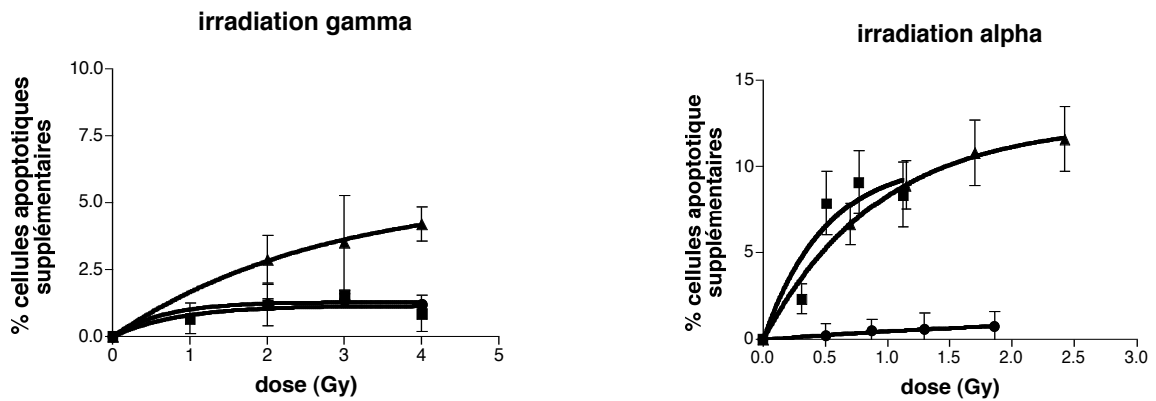 irradiation gamma
% cellules apoptotiques
supplémentaires
10.0
7.5
5.0
2.5
0.0
0
1
2
3
4
5
dose (Gy)
irradiation alpha
% cellules apoptotique
supplémentaires
15
10
5
0
0.0
0.5
1.0
1.5
2.0
2.5
3.0
dose (Gy)